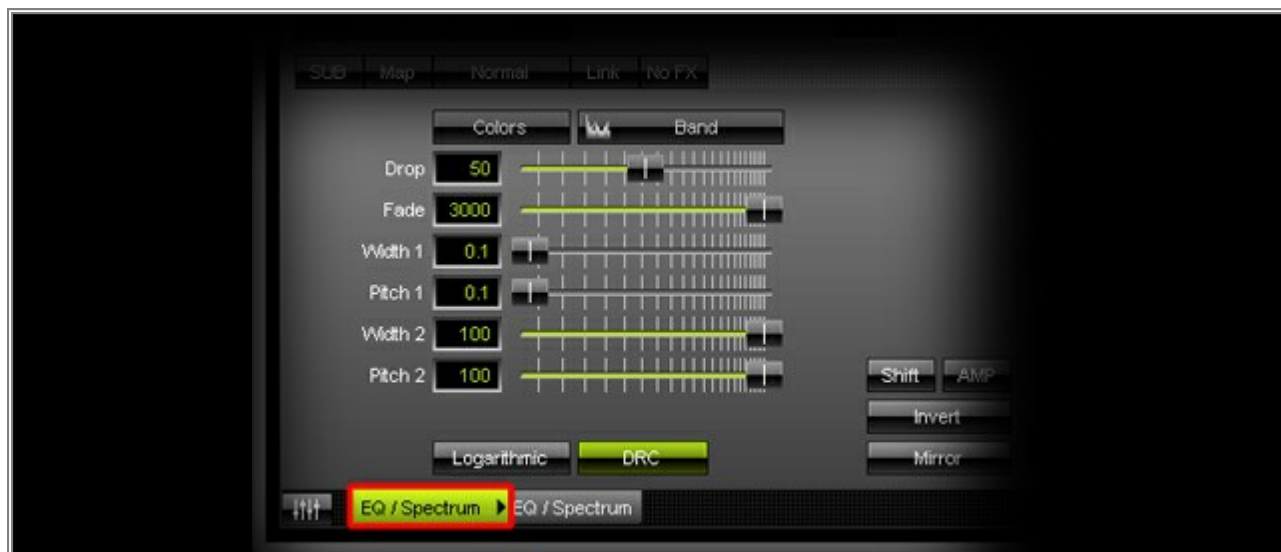 SUB Map Normal Link No FX
Colors Band
Drop 50
Fade 3000
Width 1 0.1
Pitch 1 0.1
Width 2 100
Pitch 2 100
Shift AMP
Invert
Logarithmic DRC Mirror
EQ / Spectrum EQ / Spectrum